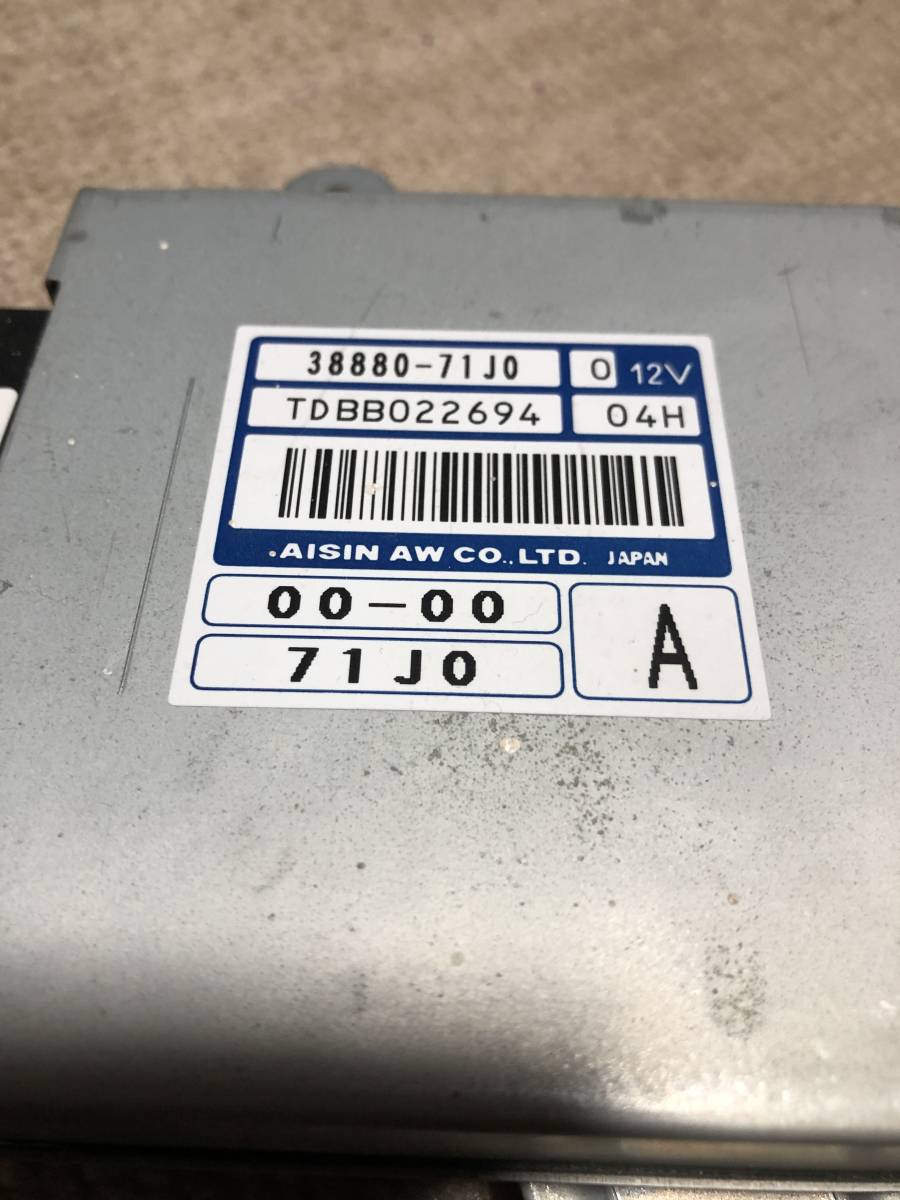 38880-71J0 0 12V
TDBB022694 04H
AISIN AW CO.,LTD. JAPAN
00-00
71J0
A